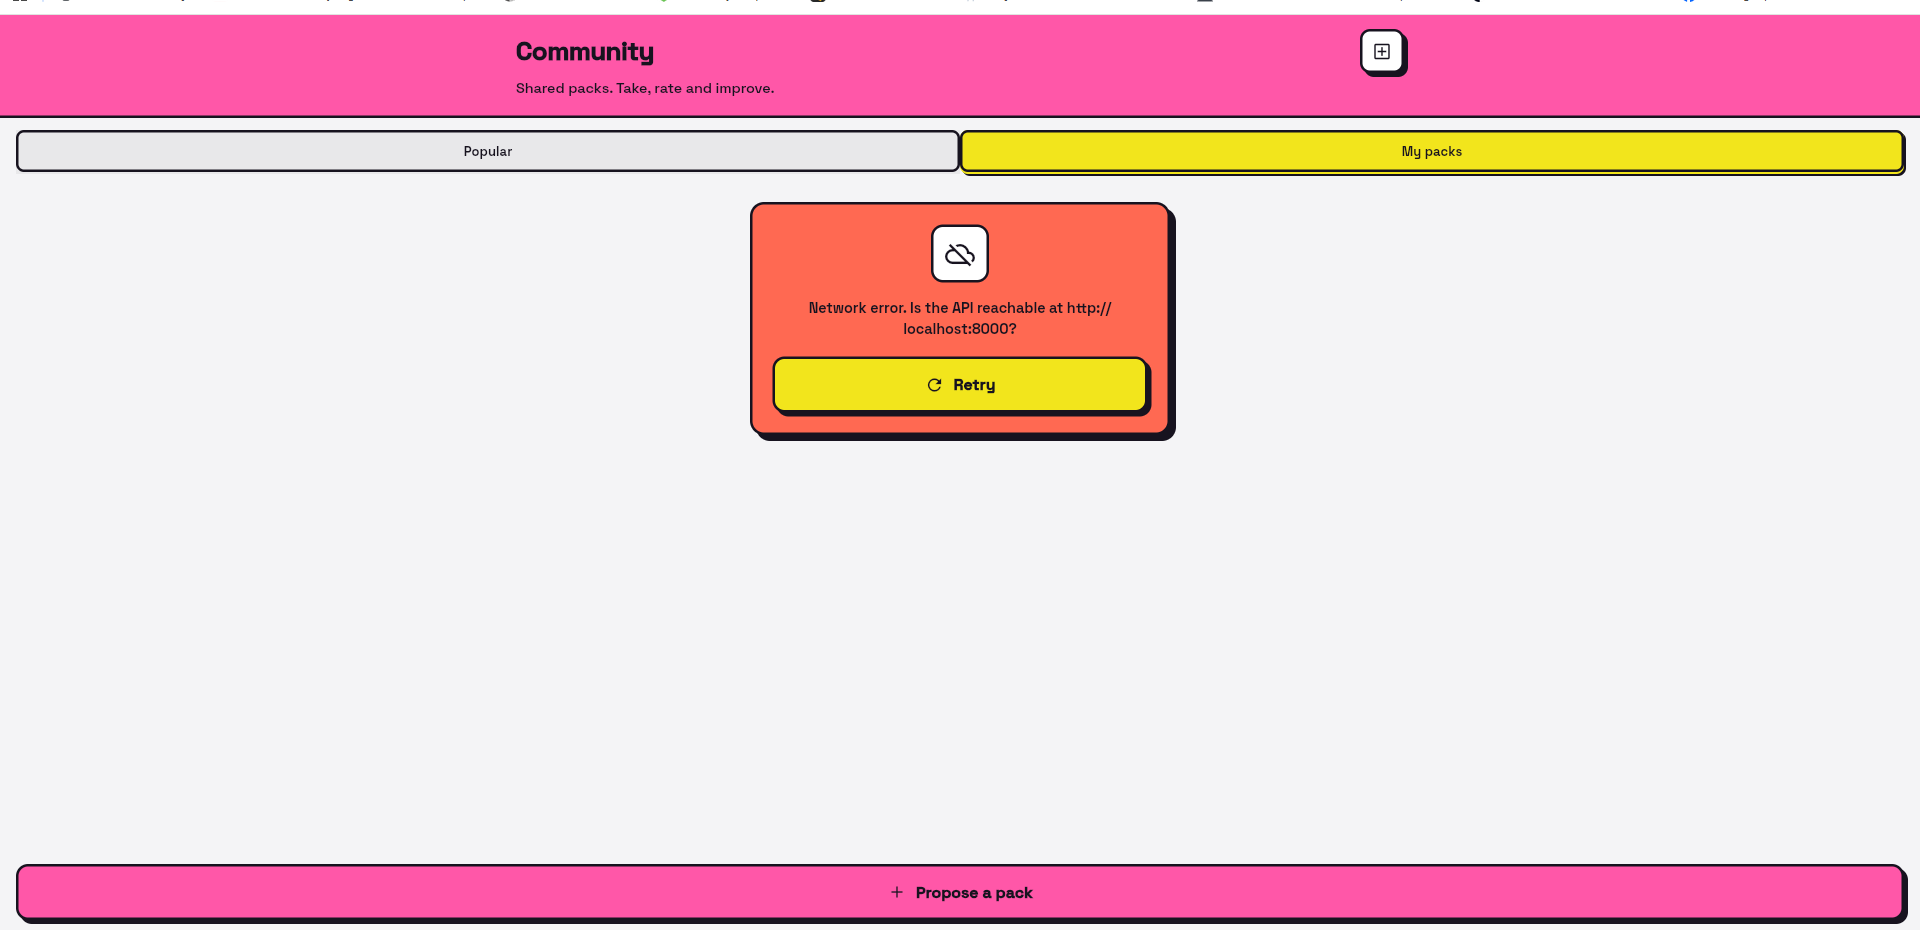 Community
Shared packs. Take, rate and improve.
Popular
My packs
Network error. Is the API reachable at http://
localhost:8000?
Retry
Propose a pack